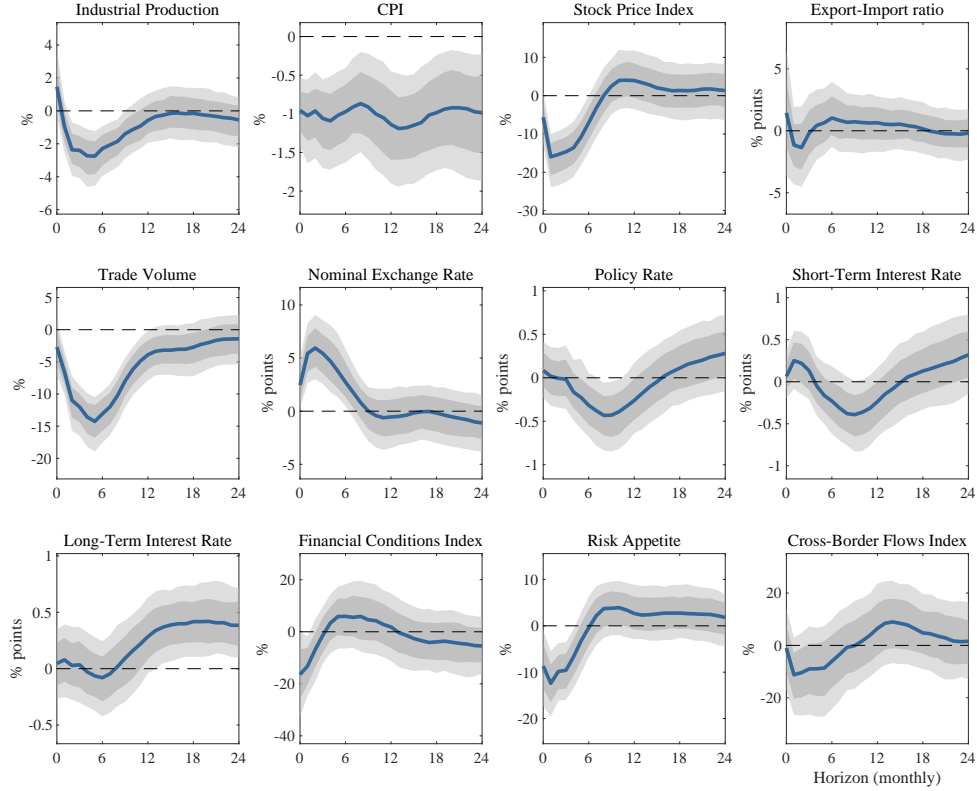 Industrial Production
%
4
2
0
-2
-4
-6
0 6 12 18 24
CPI
%
0
-0.5
-1
-1.5
-2
0 6 12 18 24
Stock Price Index
%
10
0
-10
-20
-30
0 6 12 18 24
Export-Import ratio
% points
5
0
-5
0 6 12 18 24
Trade Volume
%
5
0
-5
-10
-15
-20
0 6 12 18 24
Nominal Exchange Rate
% points
10
5
0
-5
0 6 12 18 24
Policy Rate
% points
1
0.5
0
-0.5
-1
0 6 12 18 24
Short-Term Interest Rate
% points
1
0.5
0
-0.5
-1
0 6 12 18 24
Long-Term Interest Rate
% points
1
0.5
0
-0.5
0 6 12 18 24
Financial Conditions Index
%
20
0
-20
-40
0 6 12 18 24
Risk Appetite
%
10
0
-10
-20
0 6 12 18 24
Cross-Border Flows Index
%
20
0
-20
0 6 12 18 24
Horizon (monthly)